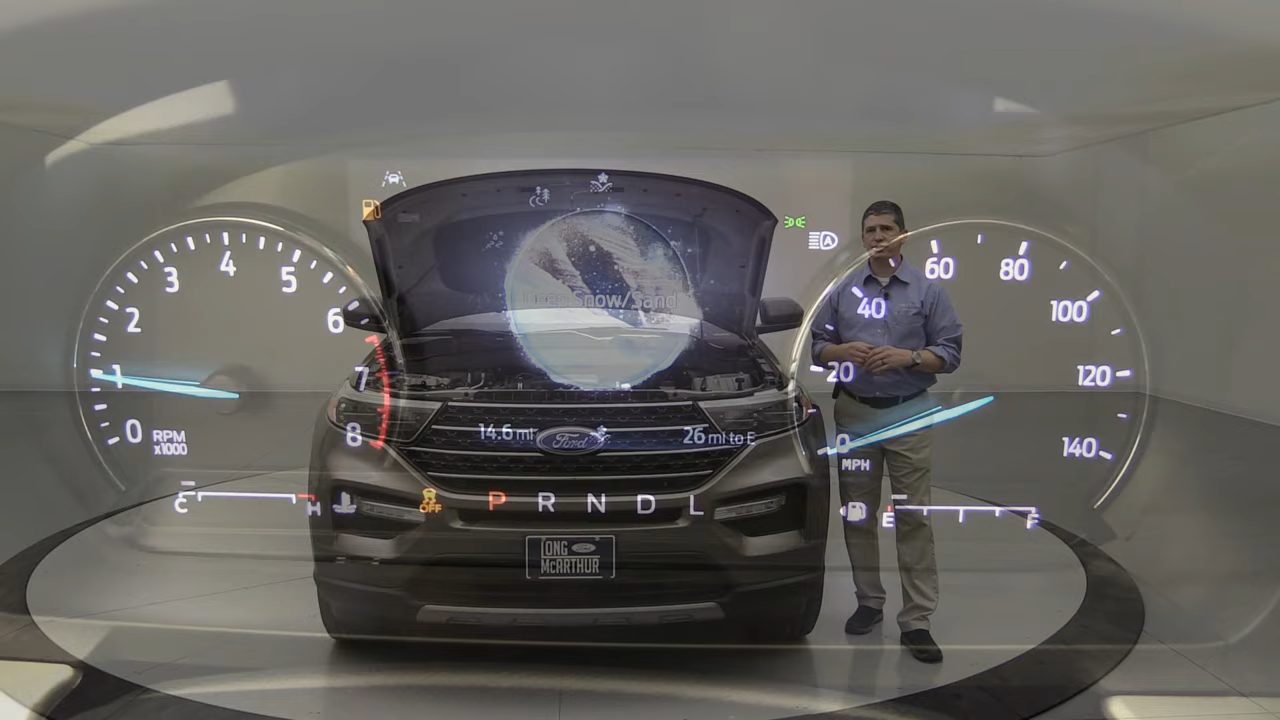 0
1
2
3
4
5
6
7
8
RPM
x1000
Deep Snow/Sand
0
20
40
60
80
100
120
140
MPH
A
14.6 mi
Ford
26 mi to E
C
H
OFF
P R N D L
E
F
LONG
Ford
McARTHUR